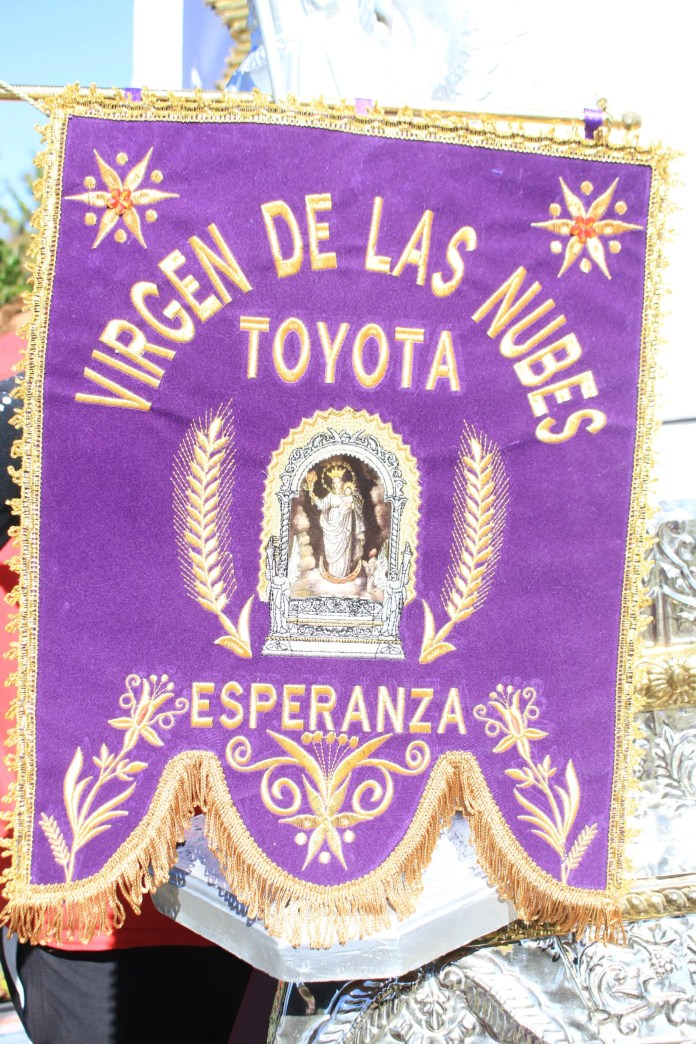 VIRGEN DE LAS NUBES
TOYOTA
ESPERANZA